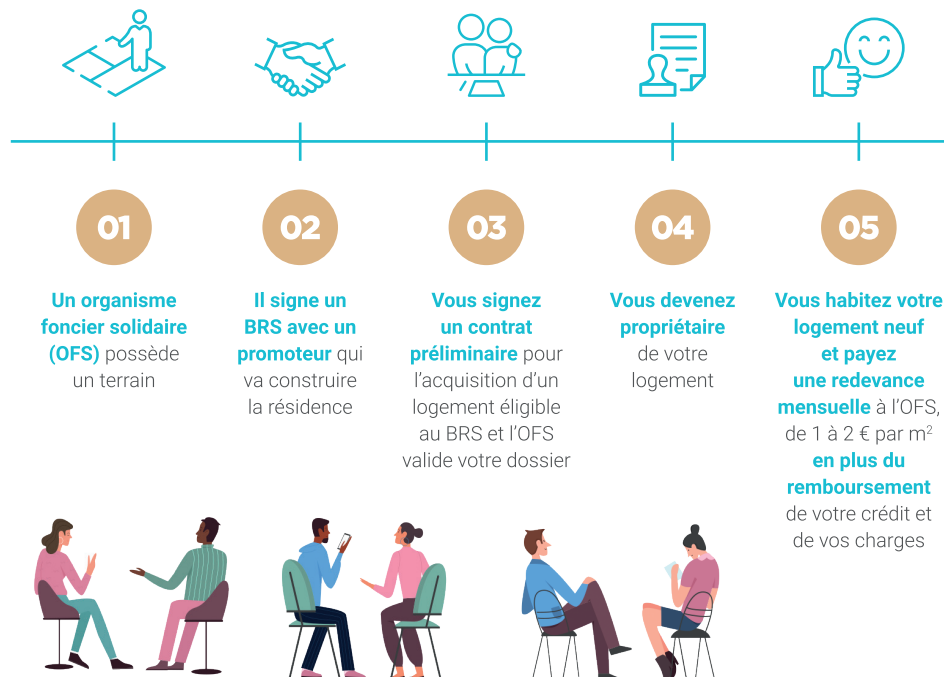 01
Un organisme
foncier solidaire
(OFS) possède
un terrain
02
Il signe un
BRS avec un
promoteur qui
va construire
la résidence
03
Vous signez
un contrat
préliminaire pour
l’acquisition d’un
logement éligible
au BRS et l’OFS
valide votre dossier
04
Vous devenez
propriétaire
de votre
logement
05
Vous habitez votre
logement neuf
et payez
une redevance
mensuelle à l’OFS,
de 1 à 2 € par m²
en plus du
remboursement
de votre crédit et
de vos charges